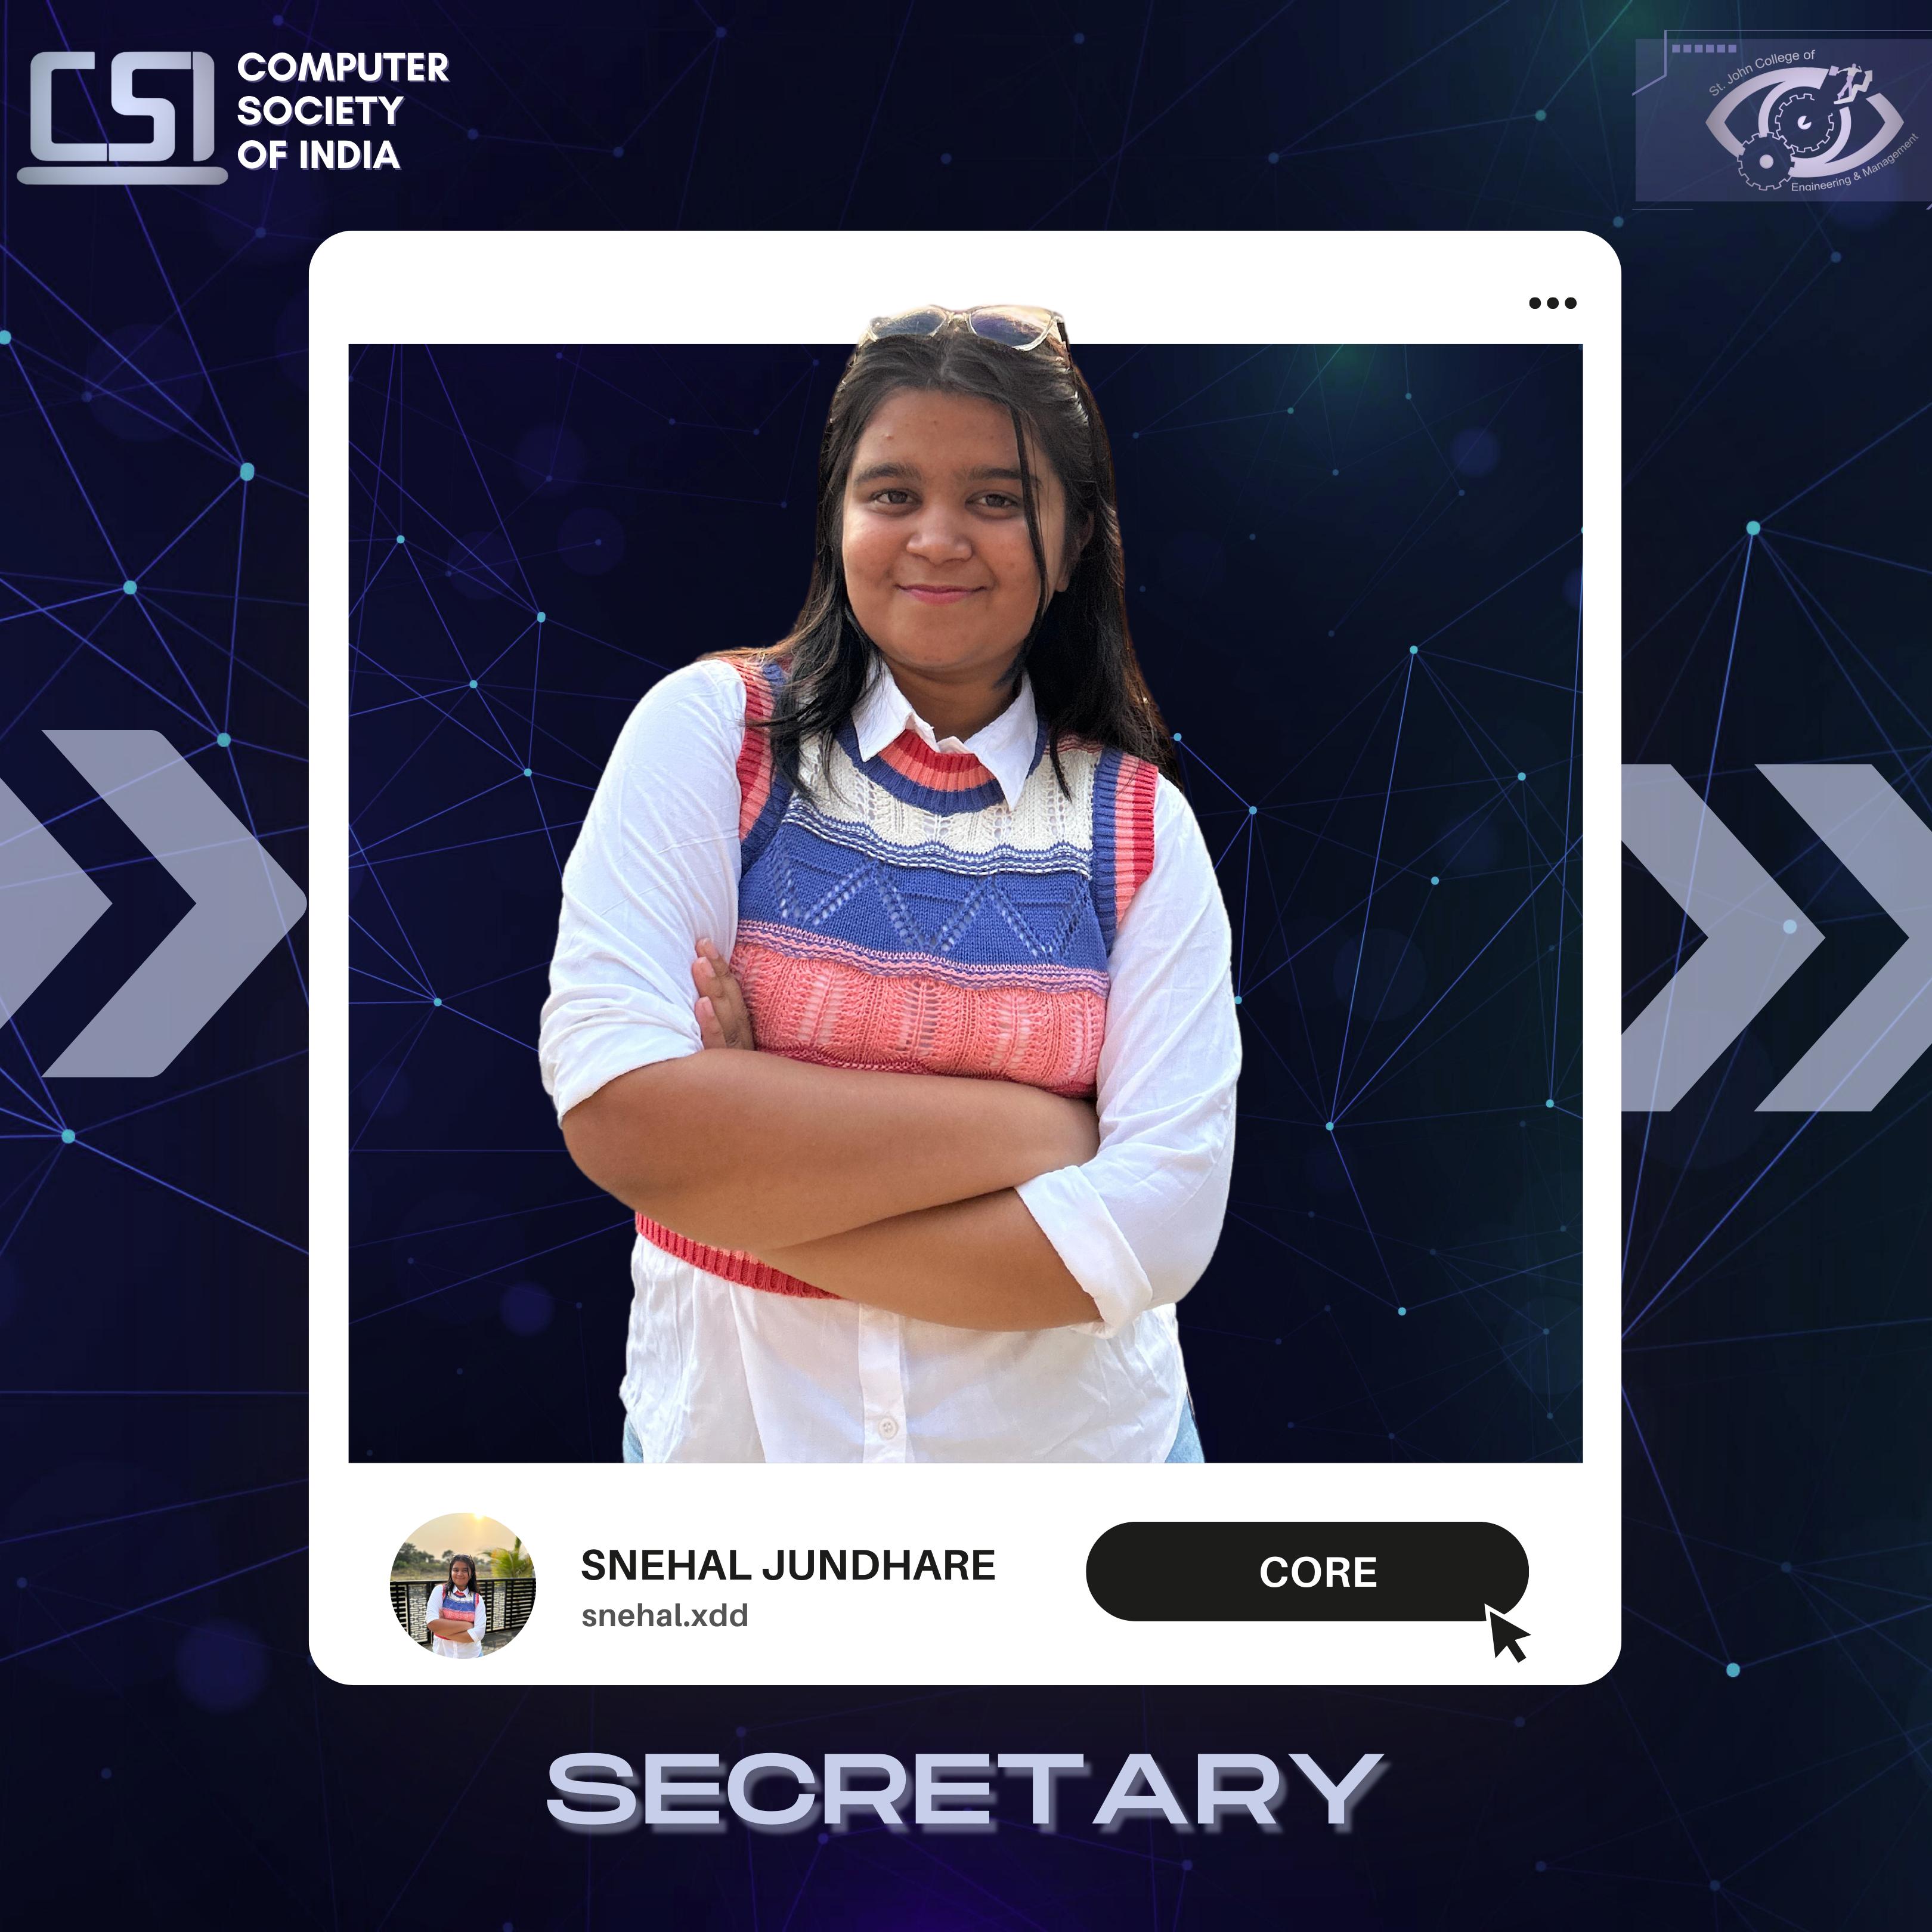 CSI
COMPUTER
SOCIETY
OF INDIA
St. John College of
Engineering & Management
SNEHAL JUNDHARE
snehal.xdd
CORE
SECRETARY